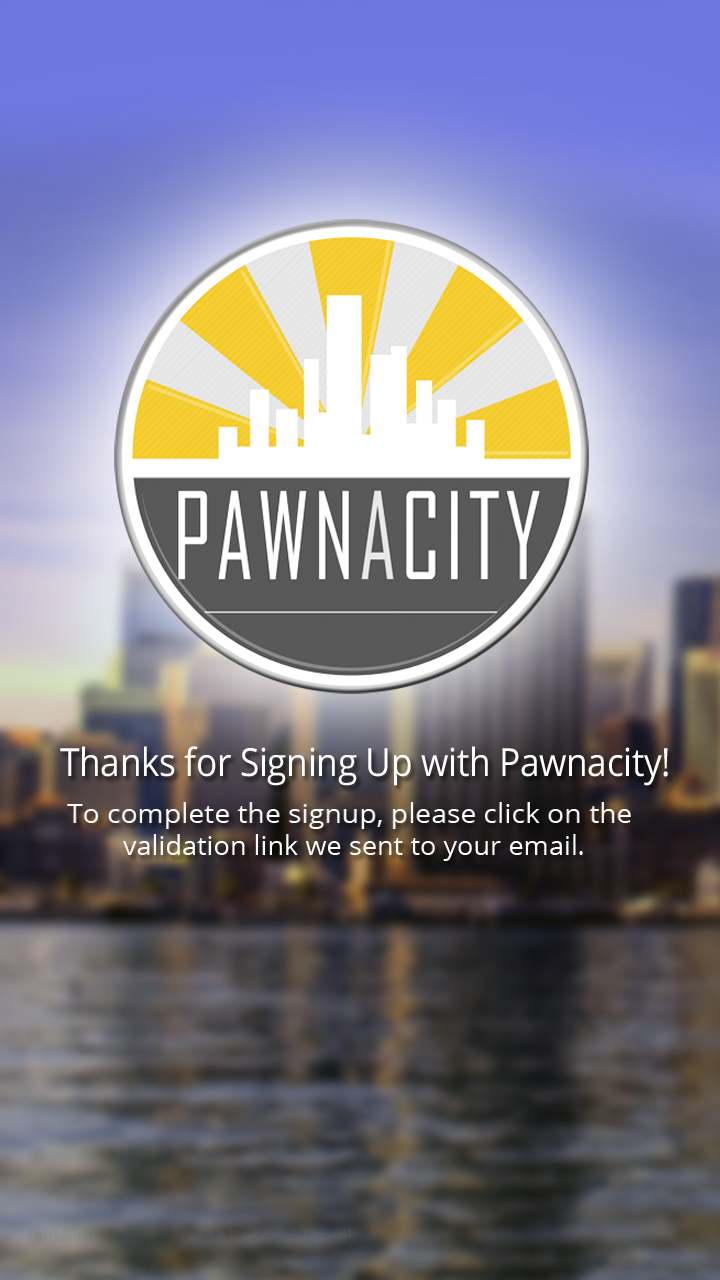 PAWNACITY
Thanks for Signing Up with Pawnacity!
To complete the signup, please click on the
validation link we sent to your email.